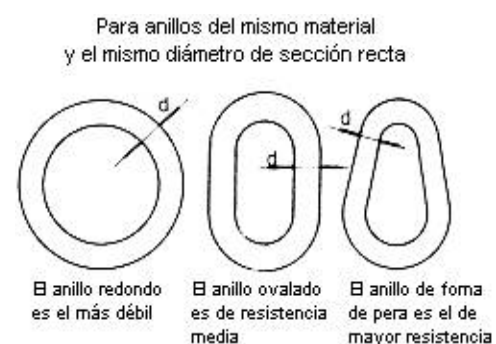 Para anillos del mismo material
y el mismo diámetro de sección recta
d
d
d
El anillo redondo
es el más débil
El anillo ovalado
es de resistencia
media
El anillo de forna
de pera es el de
mayor resistencia